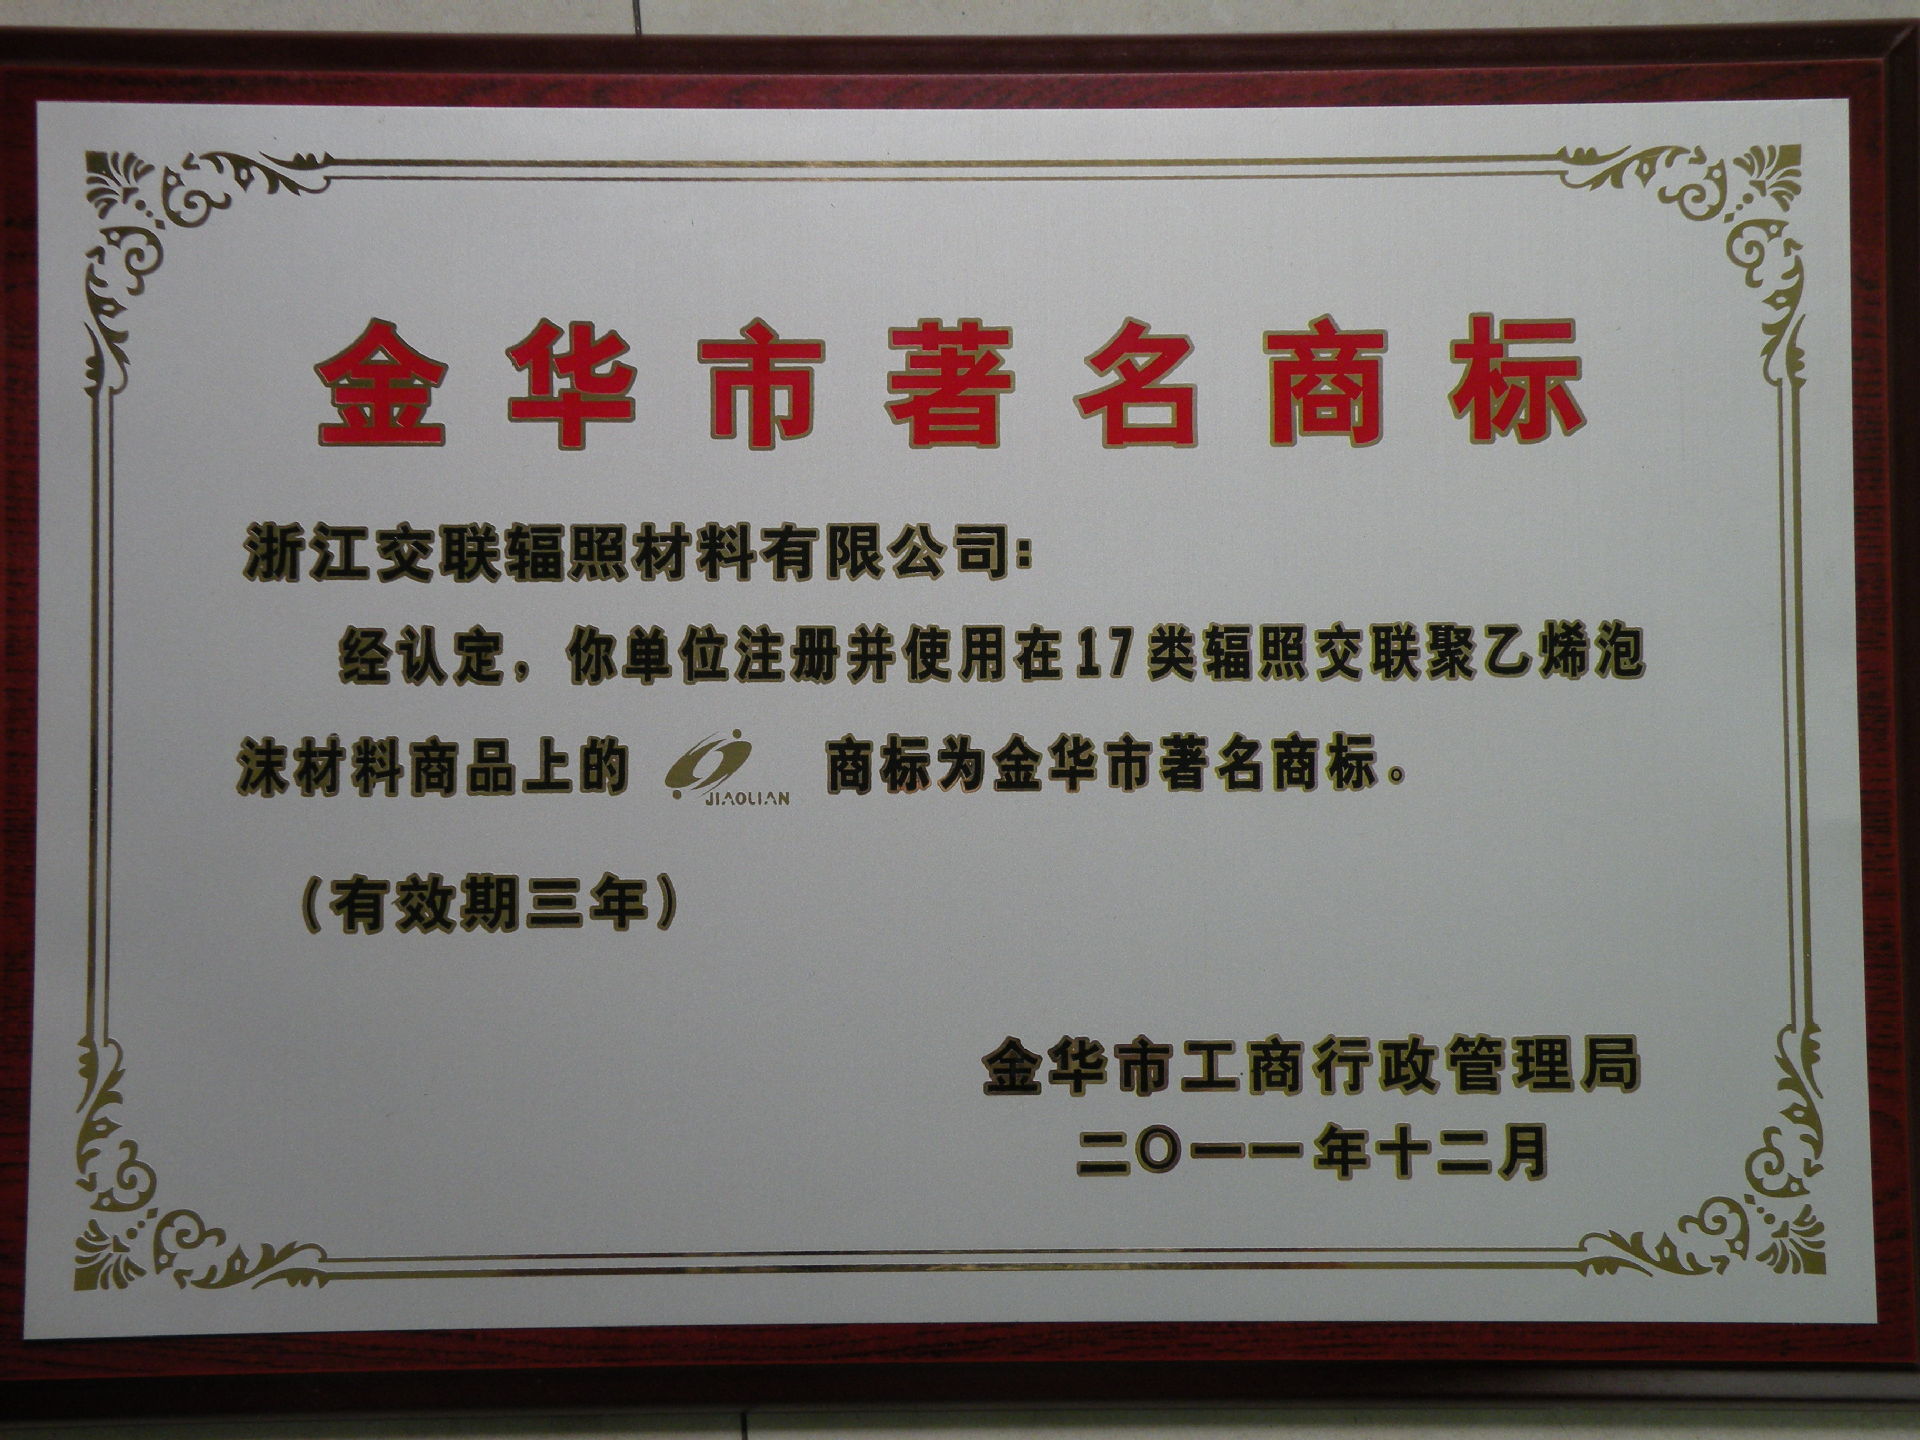 金华市著名商标
浙江交联辐照材料有限公司:
经认定，你单位注册并使用在17类辐照交联聚乙烯泡
沫材料商品上的 JIAOLIAN 商标为金华市著名商标。
（有效期三年）
金华市工商行政管理局
二〇一一年十二月